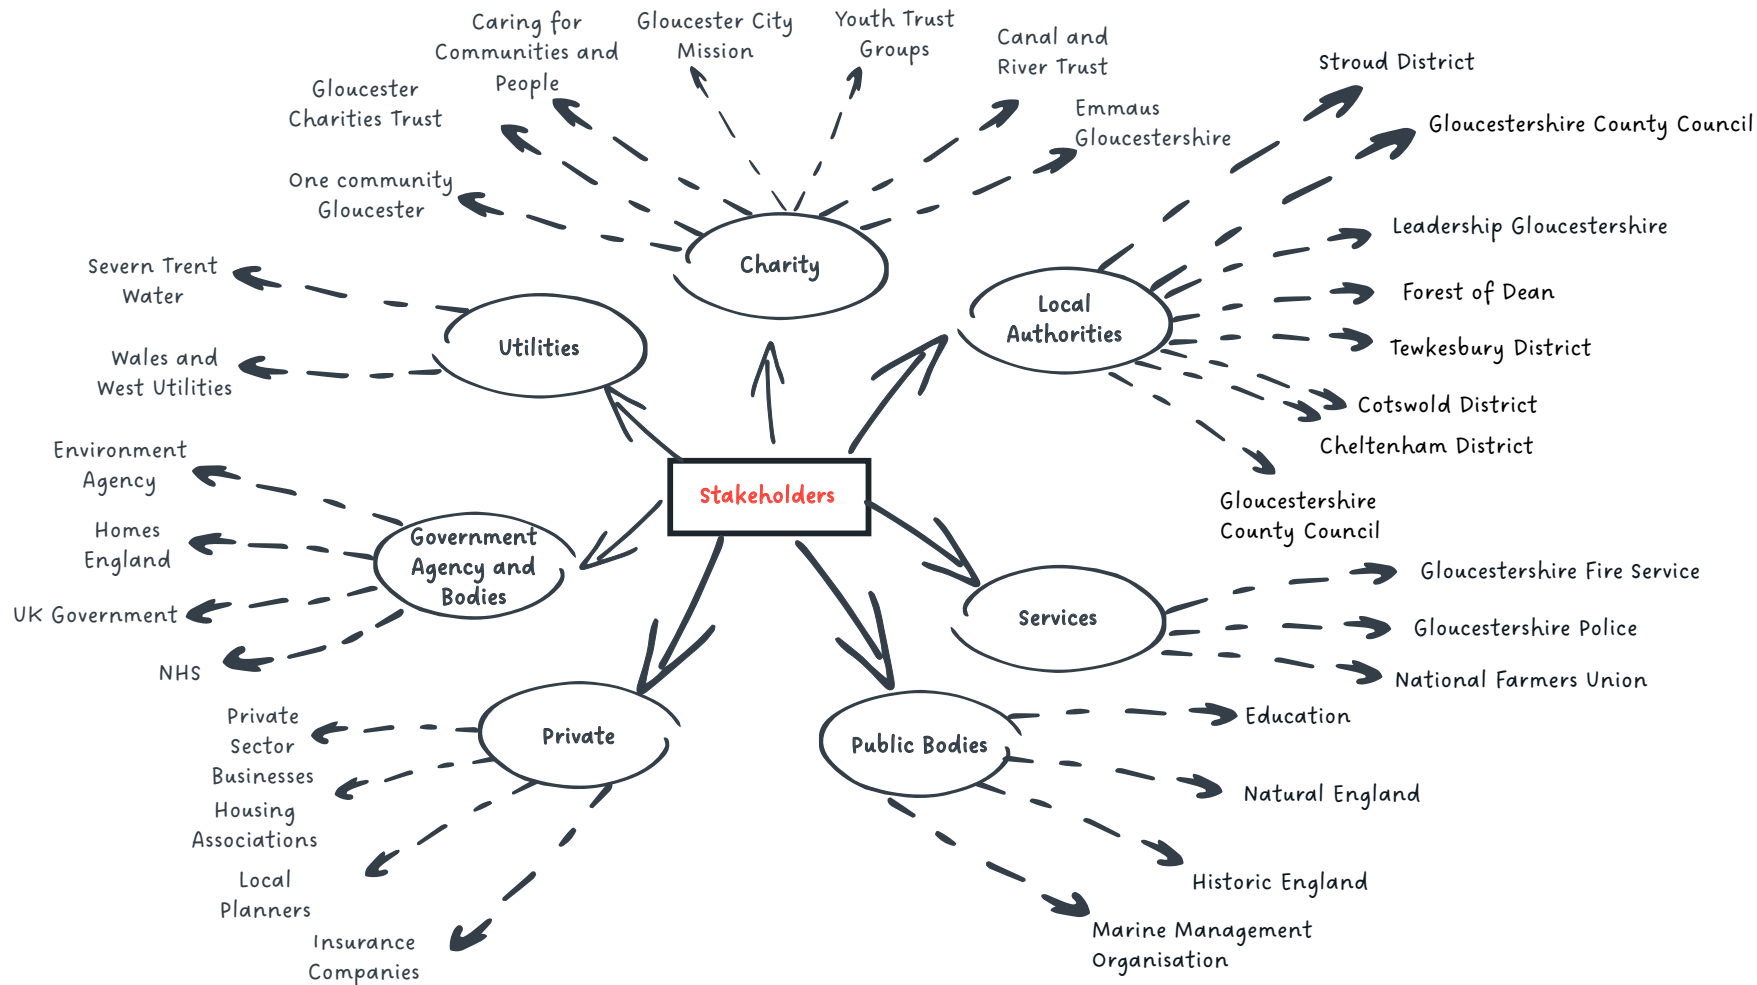 Stakeholders
Charity
One community
Gloucester
Gloucester
Charities Trust
Caring for
Communities and
People
Gloucester City
Mission
Youth Trust
Groups
Canal and
River Trust
Emmaus
Gloucestershire
Local
Authorities
Stroud District
Gloucestershire County Council
Leadership Gloucestershire
Forest of Dean
Tewkesbury District
Cotswold District
Cheltenham District
Gloucestershire
County Council
Services
Gloucestershire Fire Service
Gloucestershire Police
National Farmers Union
Public Bodies
Education
Natural England
Historic England
Marine Management
Organisation
Private
Private
Sector
Businesses
Housing
Associations
Local
Planners
Insurance
Companies
Government
Agency and
Bodies
Environment
Agency
Homes
England
UK Government
NHS
Utilities
Severn Trent
Water
Wales and
West Utilities